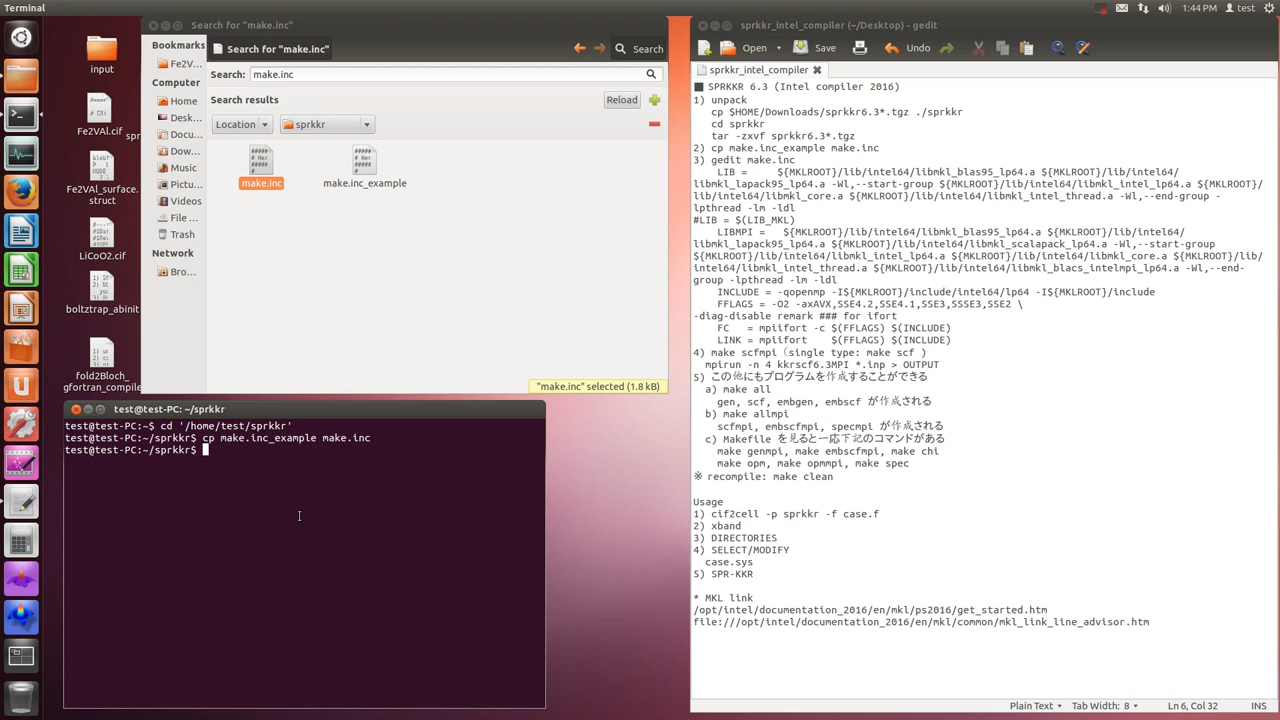 Terminal
1:44 PM
test
input
Fe2VAl.cif
spr
Fe2VAl_surface.
struct
LiCoO2.cif
boltztrap_abinit
fold2Bloch_
gfortran_compile
Search for "make.inc"
Bookmarks
Fe2V...
Computer
Home
Desk...
Docu...
Dow...
Music
Pictu...
Videos
File ...
Trash
Network
Bro...
Search for "make.inc"
Search
Search:
make.inc
Search results
Reload
Location
sprkkr
make.inc
make.inc_example
"make.inc" selected (1.8 kB)
test@test-PC: ~/sprkkr
test@test-PC:~$ cd '/home/test/sprkkr'
test@test-PC:~/sprkkr$ cp make.inc_example make.inc
test@test-PC:~/sprkkr$
sprkkr_intel_compiler (~/Desktop) - gedit
Open
Save
Undo
sprkkr_intel_compiler
■ SPRKKR 6.3 (Intel compiler 2016)
1) unpack
cp $HOME/Downloads/sprkkr6.3*.tgz ./sprkkr
cd sprkkr
tar -zxvf sprkkr6.3*.tgz
2) cp make.inc_example make.inc
3) gedit make.inc
LIB = ${MKLROOT}/lib/intel64/libmkl_blas95_lp64.a ${MKLROOT}/lib/intel64/
libmkl_lapack95_lp64.a -Wl,--start-group ${MKLROOT}/lib/intel64/libmkl_intel_lp64.a ${MKLROOT}/
lib/intel64/libmkl_core.a ${MKLROOT}/lib/intel64/libmkl_intel_thread.a -Wl,--end-group -
lpthread -lm -ldl
#LIB = $(LIB_MKL)
LIBMPI = ${MKLROOT}/lib/intel64/libmkl_blas95_lp64.a ${MKLROOT}/lib/intel64/
libmkl_lapack95_lp64.a ${MKLROOT}/lib/intel64/libmkl_scalapack_lp64.a -Wl,--start-group
${MKLROOT}/lib/intel64/libmkl_intel_lp64.a ${MKLROOT}/lib/intel64/libmkl_core.a ${MKLROOT}/
lib/intel64/libmkl_intel_thread.a ${MKLROOT}/lib/intel64/libmkl_blacs_intelmpi_lp64.a -Wl,--end-
group -lpthread -lm -ldl
INCLUDE = -qopenmp -I${MKLROOT}/include/intel64/lp64 -I${MKLROOT}/include
FFLAGS = -O2 -axAVX,SSE4.2,SSE4.1,SSE3,SSSE3,SSE2 \
-diag-disable remark ### for ifort
FC = mpiifort -c $(FFLAGS) $(INCLUDE)
LINK = mpiifort $(FFLAGS) $(INCLUDE)
4) make scfmpi (single type: make scf )
mpirun -n 4 kkrscf6.3MPI *.inp > OUTPUT
5) この他にもプログラムを作成することができる
a) make all
gen, scf, embgen, embscf が作成される
b) make allmpi
scfmpi, embscfmpi, specmpi が作成される
c) Makefile を見ると一応下記のコマンドがある
make genmpi, make embscfmpi, make chi
make opm, make opmmpi, make spec
※ recompile: make clean
Usage
1) cif2cell -p sprkkr -f case.f
2) xband
3) DIRECTORIES
4) SELECT/MODIFY
case.sys
5) SPR-KKR
* MKL link
/opt/intel/documentation_2016/en/mkl/ps2016/get_started.htm
file:///opt/intel/documentation_2016/en/mkl/common/mkl_link_line_advisor.htm
Plain Text
Tab Width: 8
Ln 6, Col 32
INS